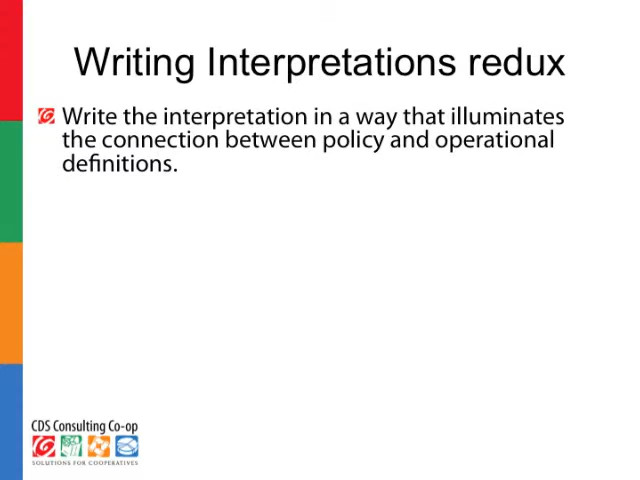 Writing Interpretations redux
Write the interpretation in a way that illuminates
the connection between policy and operational
definitions.
CDS Consulting Co-op
SOLUTIONS FOR COOPERATIVES